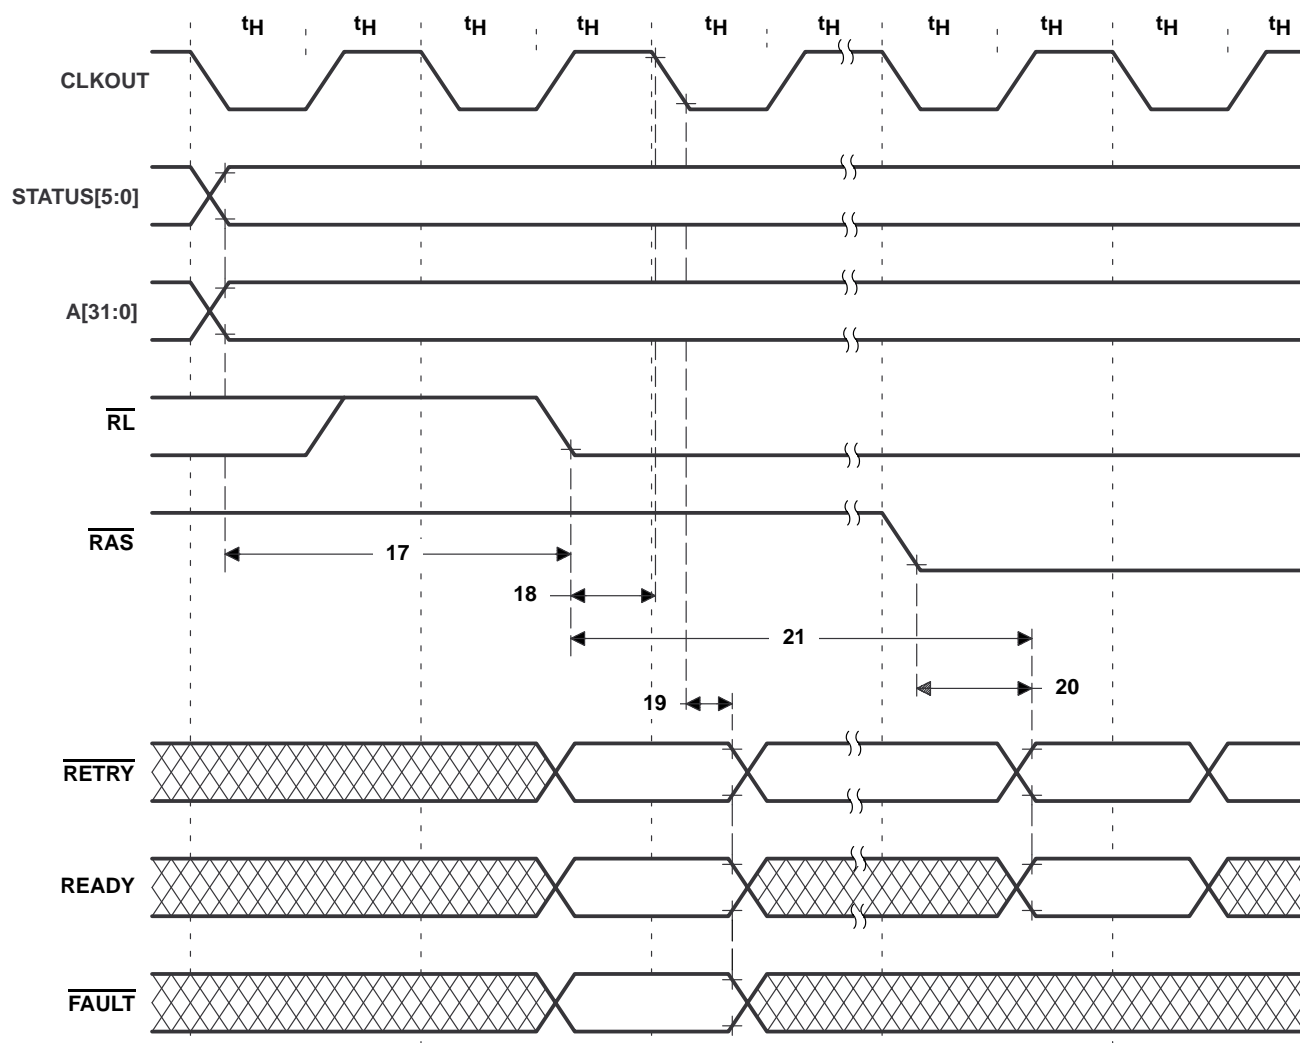 tH tH tH tH tH tH tH tH tH tH
CLKOUT
STATUS[5:0]
A[31:0]
RL
RAS
17
18
21
20
19
RETRY
READY
FAULT